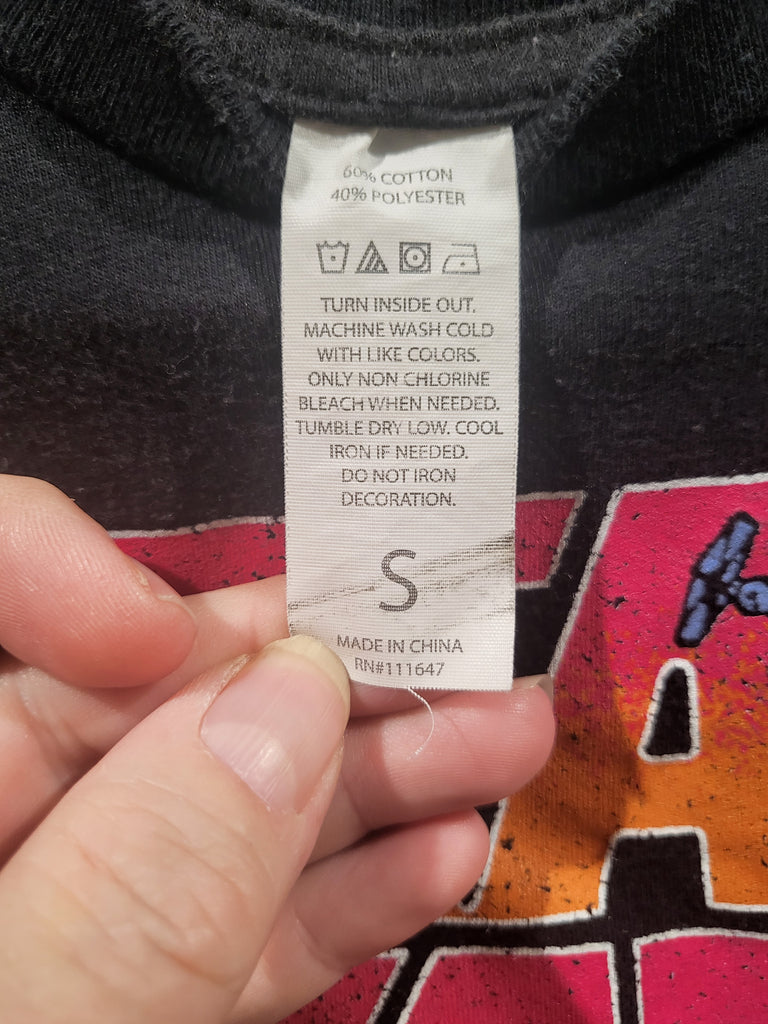 60% COTTON
40% POLYESTER
TURN INSIDE OUT.
MACHINE WASH COLD
WITH LIKE COLORS.
ONLY NON CHLORINE
BLEACH WHEN NEEDED.
TUMBLE DRY LOW. COOL
IRON IF NEEDED.
DO NOT IRON
DECORATION.
S
MADE IN CHINA
RN#111647